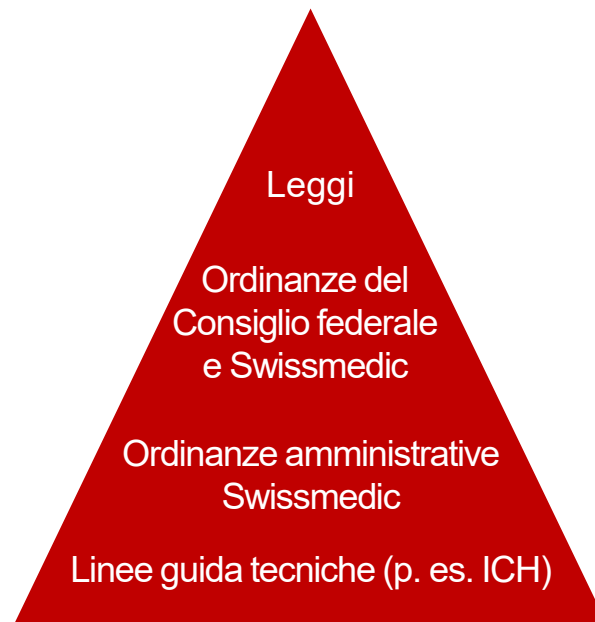 Leggi
Ordinanze del
Consiglio federale
e Swissmedic
Ordinanze amministrative
Swissmedic
Linee guida tecniche (p. es. ICH)